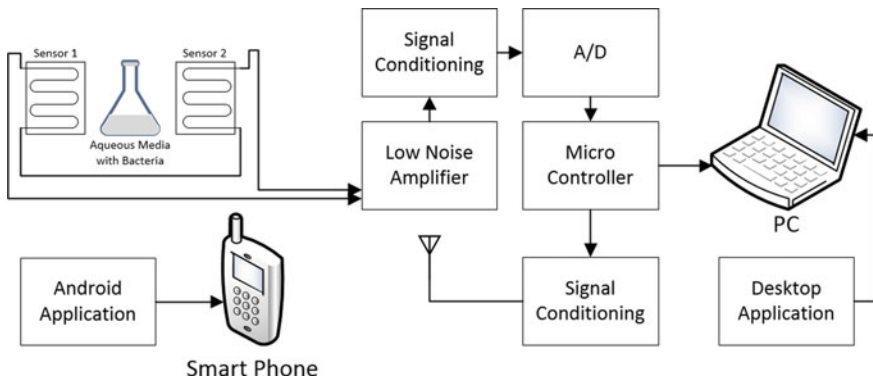 Sensor 1
Sensor 2
Aqueous Media
with Bacteria
Signal
Conditioning
A/D
Low Noise
Amplifier
Micro
Controller
PC
Android
Application
Smart Phone
Signal
Conditioning
Desktop
Application